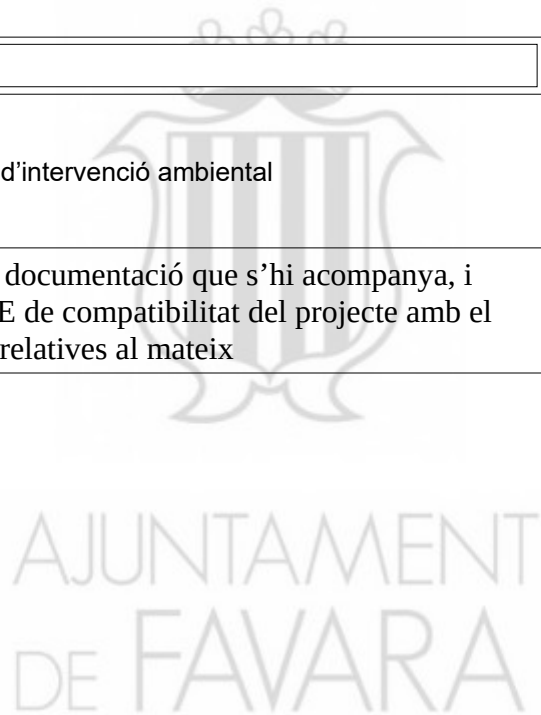 d’intervenció ambiental
documentació que s’hi acompanya, i
E de compatibilitat del projecte amb el
relatives al mateix
AJUNTAMENT
DE FAVARA